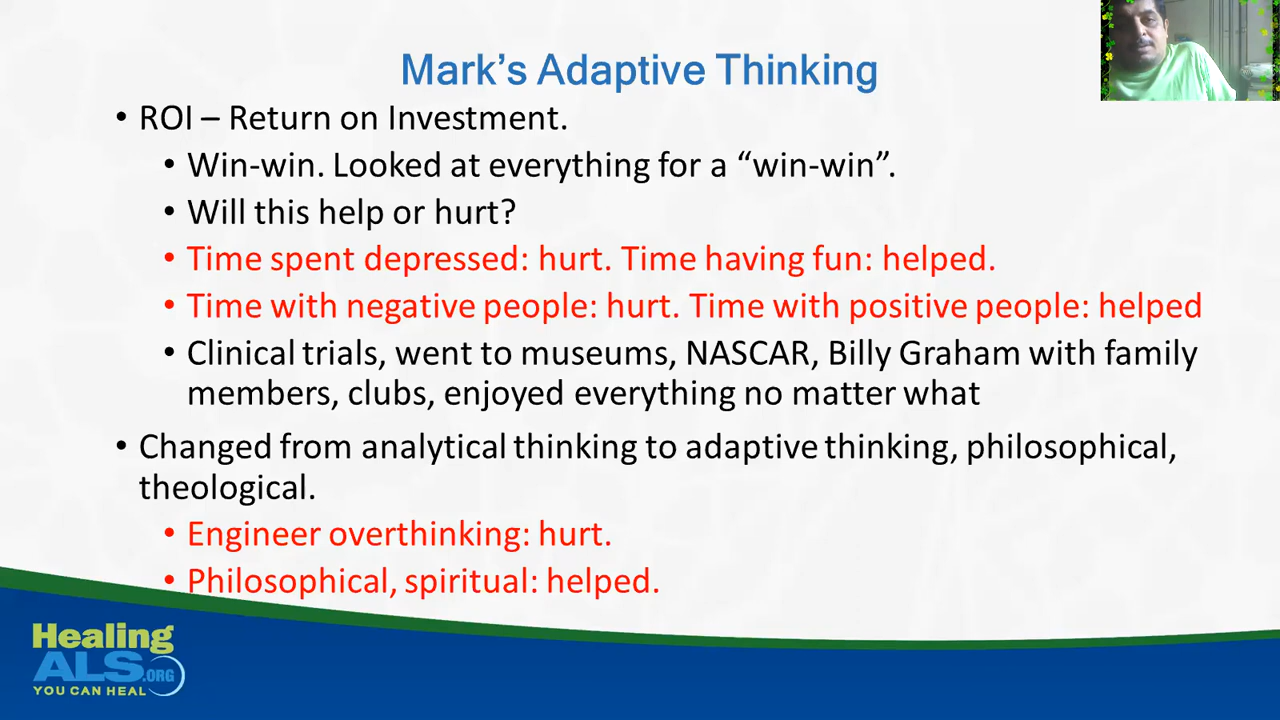 Mark's Adaptive Thinking
• ROI – Return on Investment.
• Win-win. Looked at everything for a “win-win”.
• Will this help or hurt?
• Time spent depressed: hurt. Time having fun: helped.
• Time with negative people: hurt. Time with positive people: helped
• Clinical trials, went to museums, NASCAR, Billy Graham with family
members, clubs, enjoyed everything no matter what
• Changed from analytical thinking to adaptive thinking, philosophical,
theological.
• Engineer overthinking: hurt.
• Philosophical, spiritual: helped.
Healing
ALS.ORG
YOU CAN HEAL